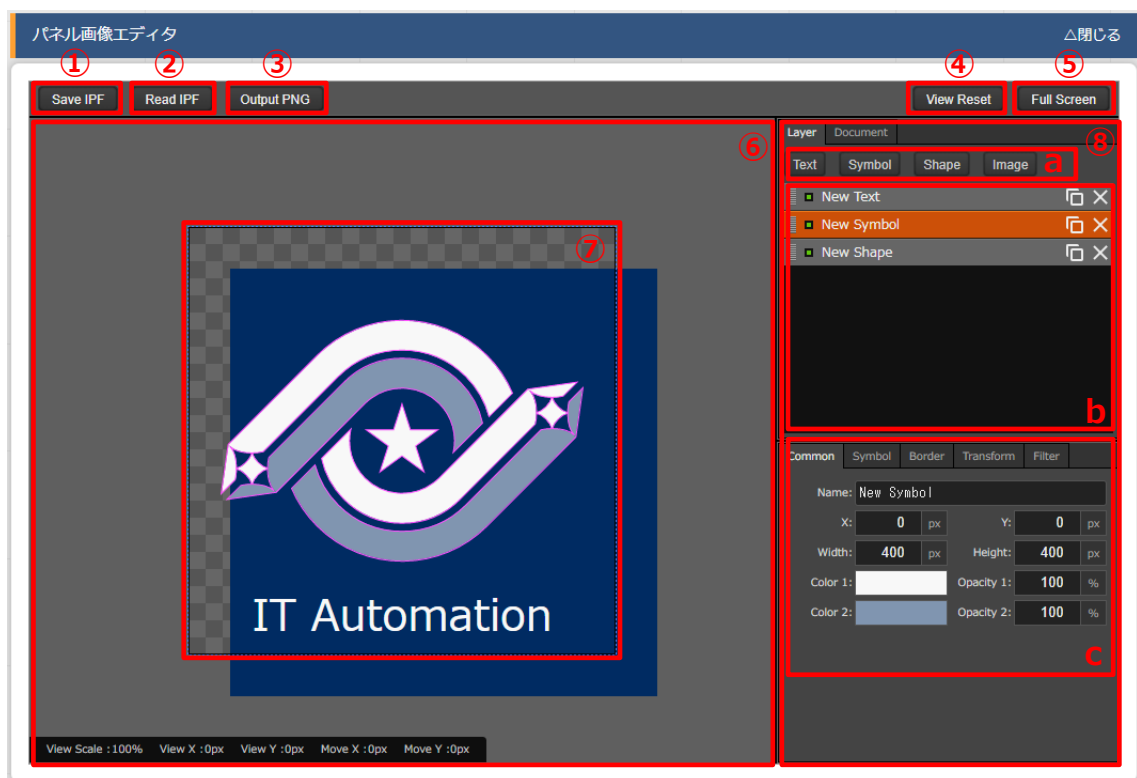 パネル画像エディタ △閉じる
① ② ③ ④ ⑤
Save IPF Read IPF Output PNG View Reset Full Screen
⑥ Layer Document ⑧
Text Symbol Shape Image a
New Text
New Symbol
⑦ New Shape
b
Common Symbol Border Transform Filter
Name: New Symbol
X: 0 px Y: 0 px
Width: 400 px Height: 400 px
Color 1: Opacity 1: 100 %
Color 2: Opacity 2: 100 %
IT Automation
c
View Scale :100% View X :0px View Y :0px Move X :0px Move Y :0px